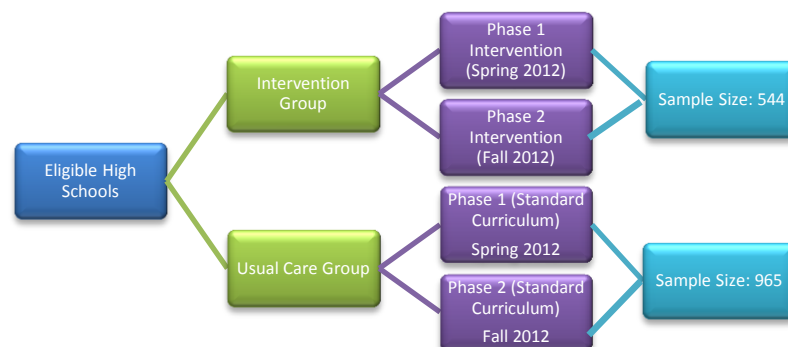 Eligible High
Schools
Intervention
Group
Usual Care Group
Phase 1
Intervention
(Spring 2012)
Phase 2
Intervention
(Fall 2012)
Phase 1 (Standard
Curriculum)
Spring 2012
Phase 2 (Standard
Curriculum)
Fall 2012
Sample Size: 544
Sample Size: 965